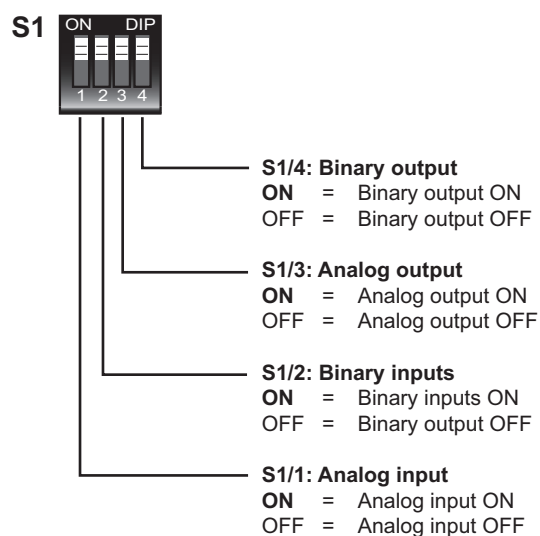 S1
ON DIP
1 2 3 4
S1/4: Binary output
ON = Binary output ON
OFF = Binary output OFF
S1/3: Analog output
ON = Analog output ON
OFF = Analog output OFF
S1/2: Binary inputs
ON = Binary inputs ON
OFF = Binary output OFF
S1/1: Analog input
ON = Analog input ON
OFF = Analog input OFF